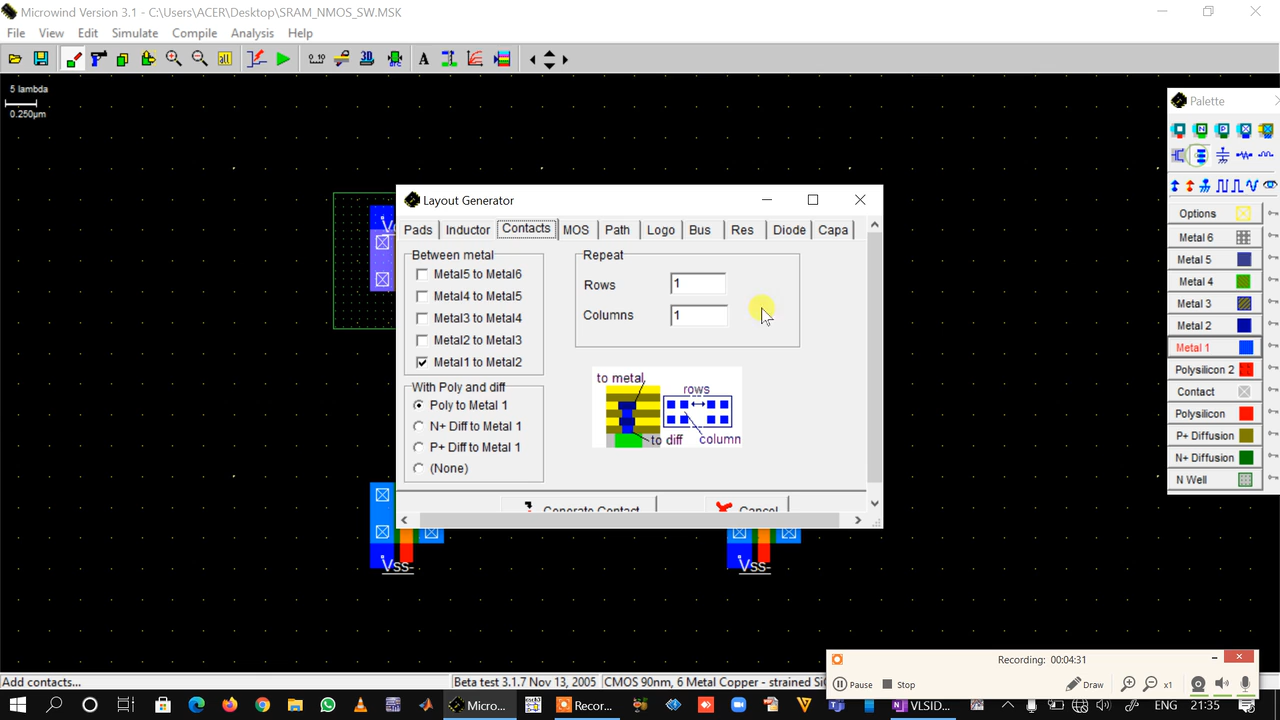 Microwind Version 3.1 - C:\Users\ACER\Desktop\SRAM_NMOS_SW.MSK
File View Edit Simulate Compile Analysis Help
5 lambda
0.250µm
Palette
Options
Metal 6
Metal 5
Metal 4
Metal 3
Metal 2
Metal 1
Polysilicon 2
Contact
Polysilicon
P+ Diffusion
N+ Diffusion
N Well
Layout Generator
Pads Inductor Contacts MOS Path Logo Bus Res Diode Capa
Between metal
Metal5 to Metal6
Metal4 to Metal5
Metal3 to Metal4
Metal2 to Metal3
Metal1 to Metal2
With Poly and diff
Poly to Metal 1
N+ Diff to Metal 1
P+ Diff to Metal 1
(None)
Repeat
Rows 1
Columns 1
to metal
rows
to diff
column
Generate Contact Cancel
Vss- Vss-
Recording: 00:04:31
Pause Stop Draw x1
Add contacts... Beta test 3.1.7 Nov 13, 2005 CMOS 90nm, 6 Metal Copper - strained
Micro... Recor... VLSID... ENG 21:35